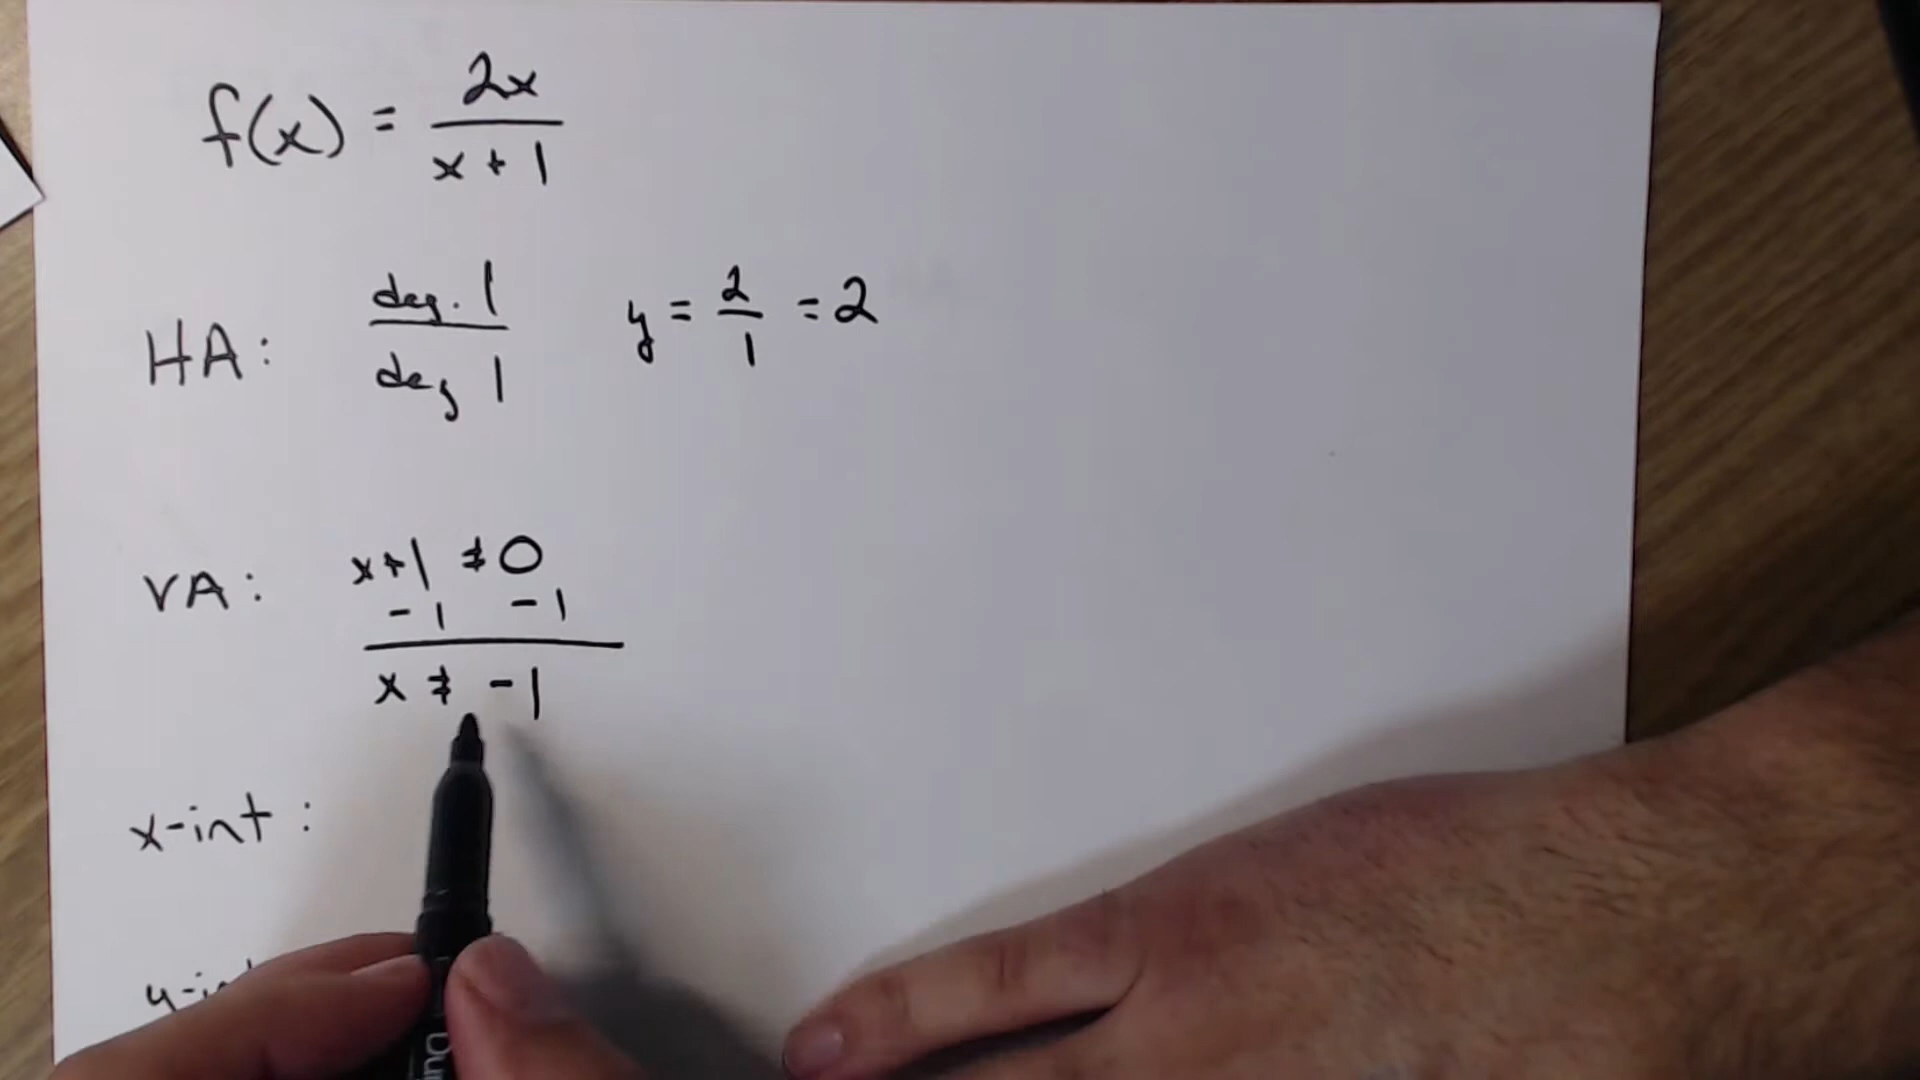 f(x) = 2x / x + 1
HA: deg. 1 / deg 1 y = 2/1 = 2
VA: x+1 ≠ 0
-1 -1
x ≠ -1
x-int :